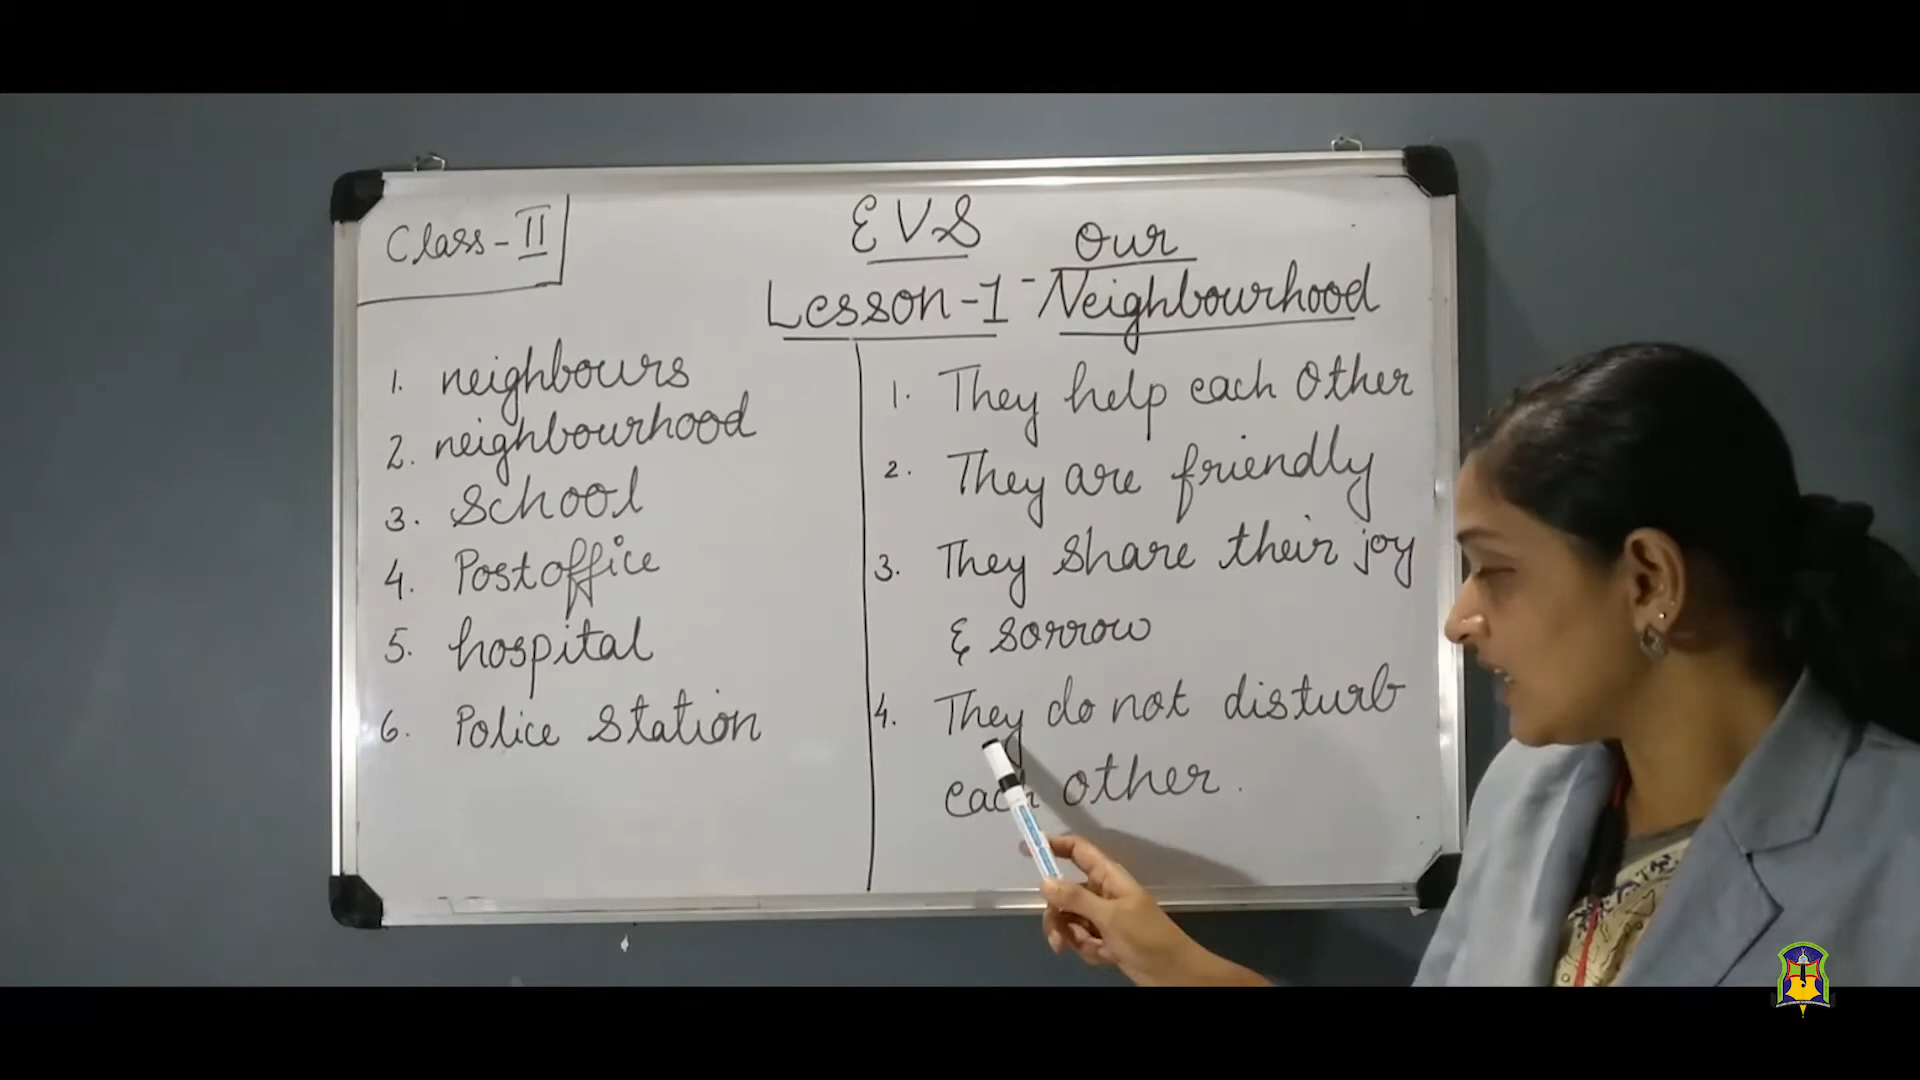 Class-II
EVS
Our
Lesson-1-Neighbourhood
1. neighbours
2. neighbourhood
3. School
4. Postoffice
5. hospital
6. Police Station
1. They help each Other
2. They are friendly
3. They share their joy
& sorrow
4. They do not disturb
each other.